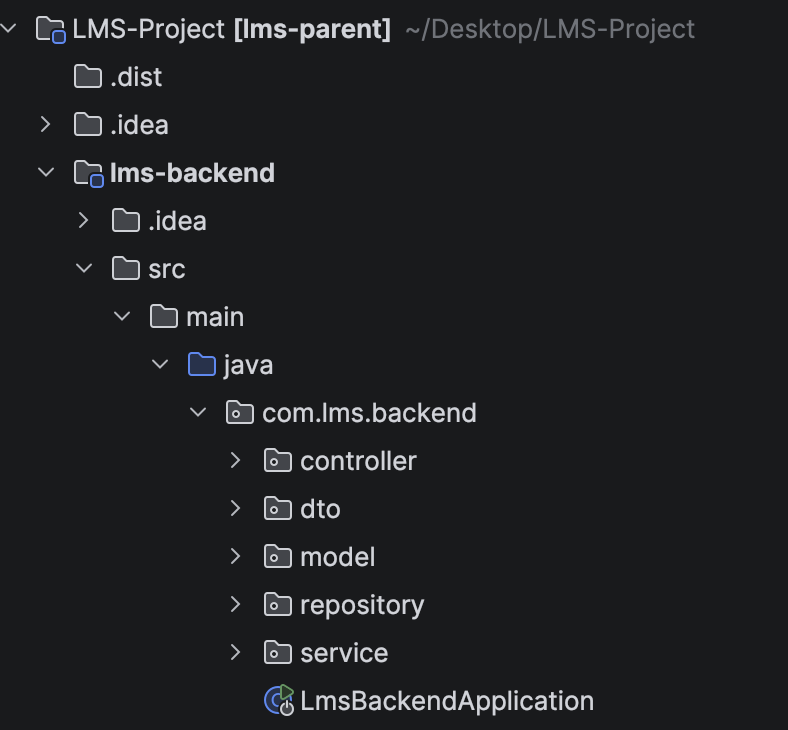 LMS-Project [lms-parent] ~/Desktop/LMS-Project
.dist
.idea
lms-backend
.idea
src
main
java
com.lms.backend
controller
dto
model
repository
service
LmsBackendApplication